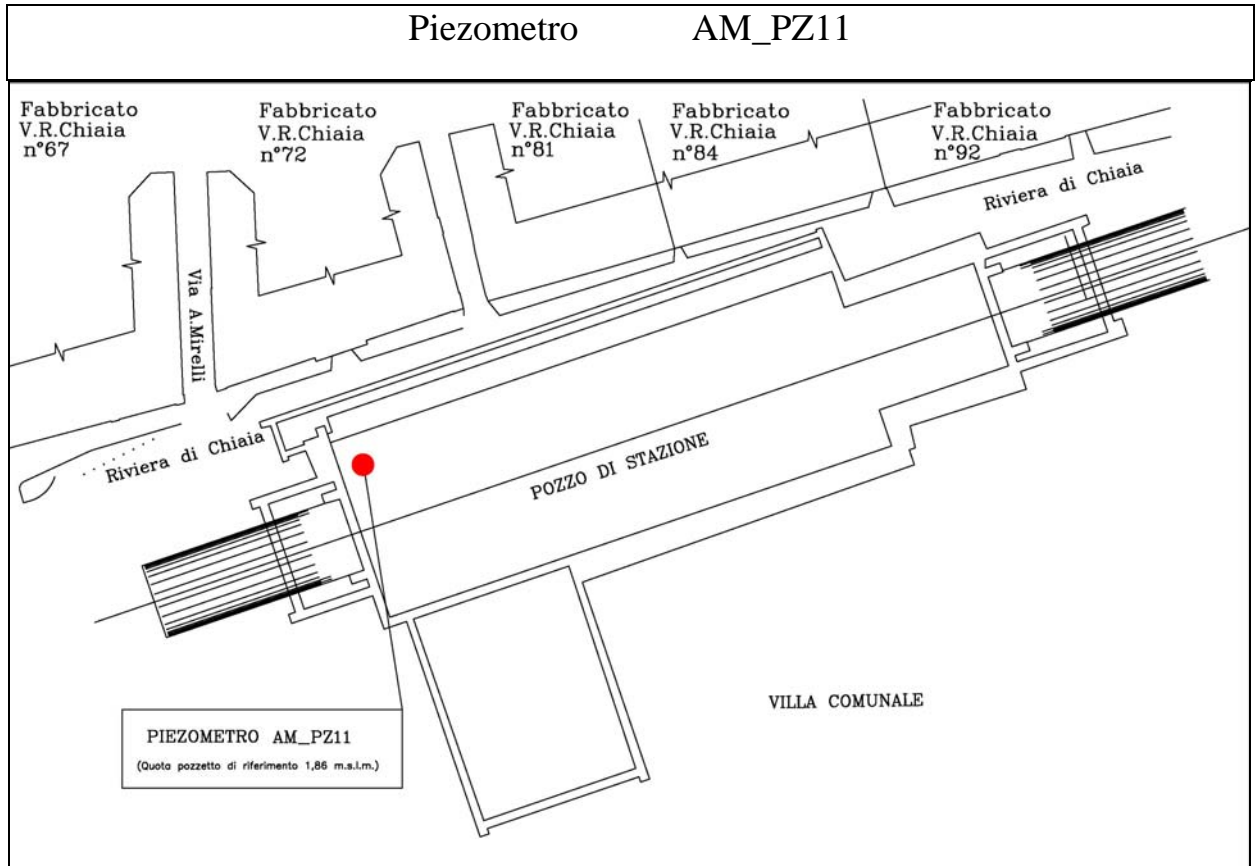 Piezometro AM_PZ11
Fabbricato
V.R.Chiaia
n°67
Fabbricato
V.R.Chiaia
n°72
Fabbricato
V.R.Chiaia
n°81
Fabbricato
V.R.Chiaia
n°84
Fabbricato
V.R.Chiaia
n°92
Riviera di Chiaia
Via A.Mirelli
Riviera di Chiaia
POZZO DI STAZIONE
VILLA COMUNALE
PIEZOMETRO AM_PZ11
(Quota pozzetto di riferimento 1,86 m.s.l.m.)